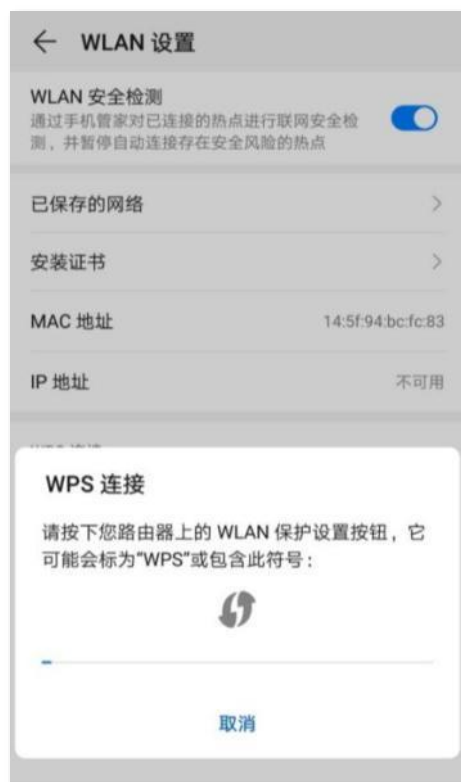 WLAN 设置
WLAN 安全检测
通过手机管家对已连接的热点进行联网安全检
测，并暂停自动连接存在安全风险的热点
已保存的网络
安装证书
MAC 地址 14:5f:94:bc:fc:83
IP 地址 不可用
WPS 连接
请按下您路由器上的 WLAN 保护设置按钮，它
可能会标为"WPS"或包含此符号：
取消